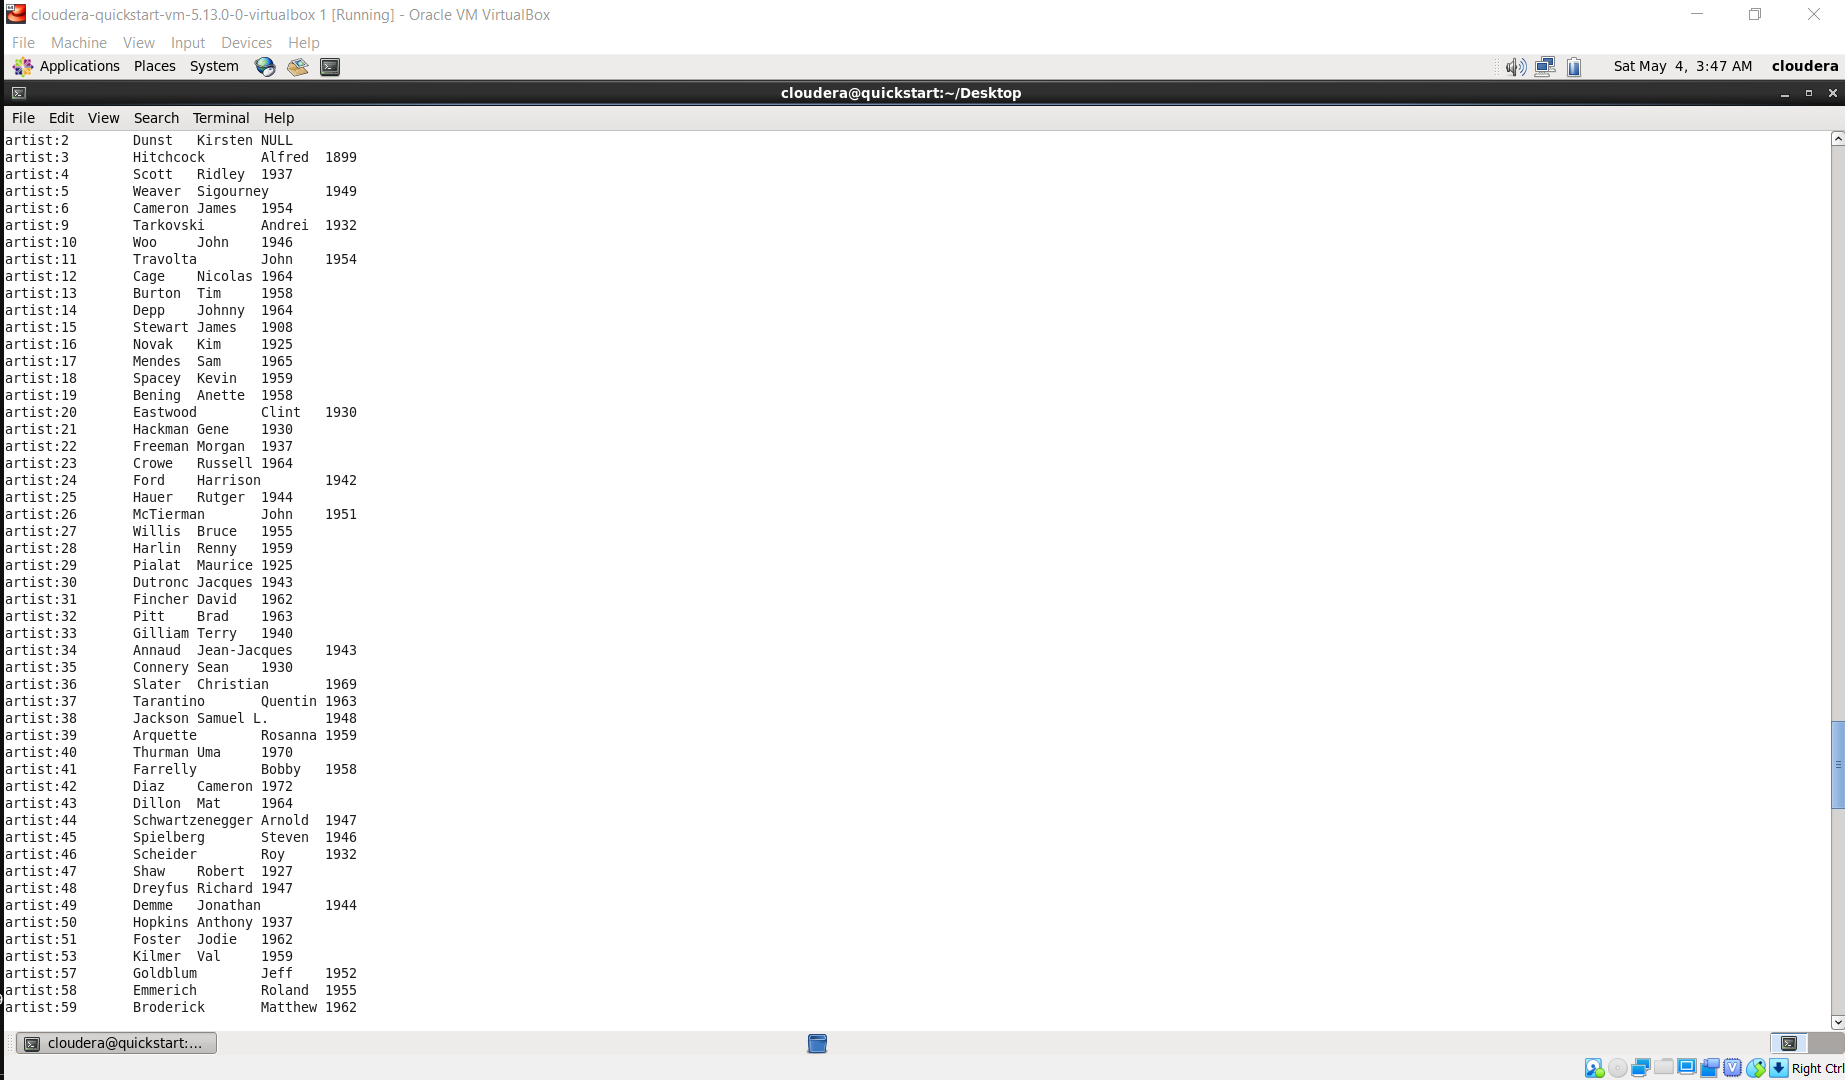 cloudera-quickstart-vm-5.13.0-0-virtualbox 1 [Running] - Oracle VM VirtualBox
File Machine View Input Devices Help
Applications Places System Sat May 4, 3:47 AM cloudera
cloudera@quickstart:~/Desktop
File Edit View Search Terminal Help
artist:2 Dunst Kirsten NULL
artist:3 Hitchcock Alfred 1899
artist:4 Scott Ridley 1937
artist:5 Weaver Sigourney 1949
artist:6 Cameron James 1954
artist:9 Tarkovski Andrei 1932
artist:10 Woo John 1946
artist:11 Travolta John 1954
artist:12 Cage Nicolas 1964
artist:13 Burton Tim 1958
artist:14 Depp Johnny 1964
artist:15 Stewart James 1908
artist:16 Novak Kim 1925
artist:17 Mendes Sam 1965
artist:18 Spacey Kevin 1959
artist:19 Bening Anette 1958
artist:20 Eastwood Clint 1930
artist:21 Hackman Gene 1930
artist:22 Freeman Morgan 1937
artist:23 Crowe Russell 1964
artist:24 Ford Harrison 1942
artist:25 Hauer Rutger 1944
artist:26 McTierman John 1951
artist:27 Willis Bruce 1955
artist:28 Harlin Renny 1959
artist:29 Pialat Maurice 1925
artist:30 Dutronc Jacques 1943
artist:31 Fincher David 1962
artist:32 Pitt Brad 1963
artist:33 Gilliam Terry 1940
artist:34 Annaud Jean-Jacques 1943
artist:35 Connery Sean 1930
artist:36 Slater Christian 1969
artist:37 Tarantino Quentin 1963
artist:38 Jackson Samuel L. 1948
artist:39 Arquette Rosanna 1959
artist:40 Thurman Uma 1970
artist:41 Farrelly Bobby 1958
artist:42 Diaz Cameron 1972
artist:43 Dillon Mat 1964
artist:44 Schwartzenegger Arnold 1947
artist:45 Spielberg Steven 1946
artist:46 Scheider Roy 1932
artist:47 Shaw Robert 1927
artist:48 Dreyfus Richard 1947
artist:49 Demme Jonathan 1944
artist:50 Hopkins Anthony 1937
artist:51 Foster Jodie 1962
artist:53 Kilmer Val 1959
artist:57 Goldblum Jeff 1952
artist:58 Emmerich Roland 1955
artist:59 Broderick Matthew 1962
cloudera@quickstart:...
Right Ctrl